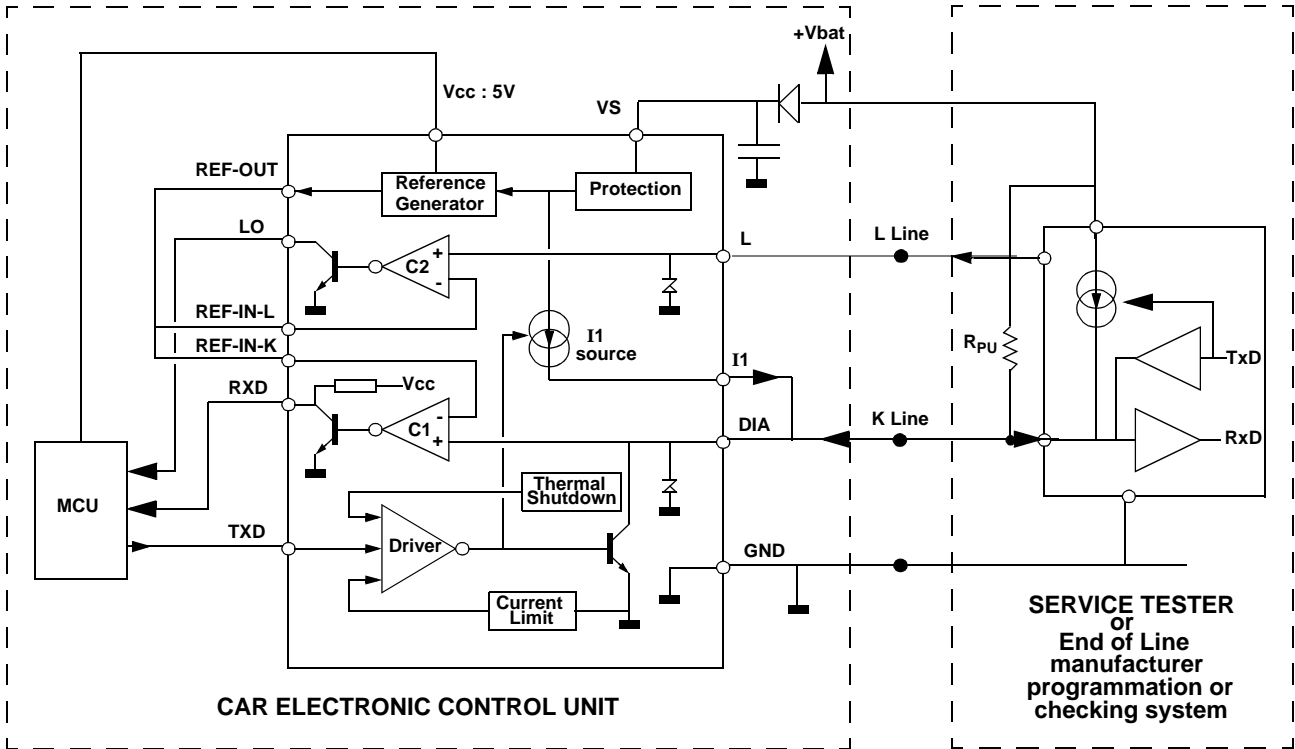 +Vbat
Vcc : 5V
VS
REF-OUT
Reference
Generator
Protection
LO
C2
+
-
L
L Line
REF-IN-L
REF-IN-K
I1
source
RPU
TxD
RXD
Vcc
I1
C1
-
+
DIA
K Line
RxD
Thermal
Shutdown
MCU
TXD
Driver
GND
Current
Limit
CAR ELECTRONIC CONTROL UNIT
SERVICE TESTER
or
End of Line
manufacturer
programmation or
checking system